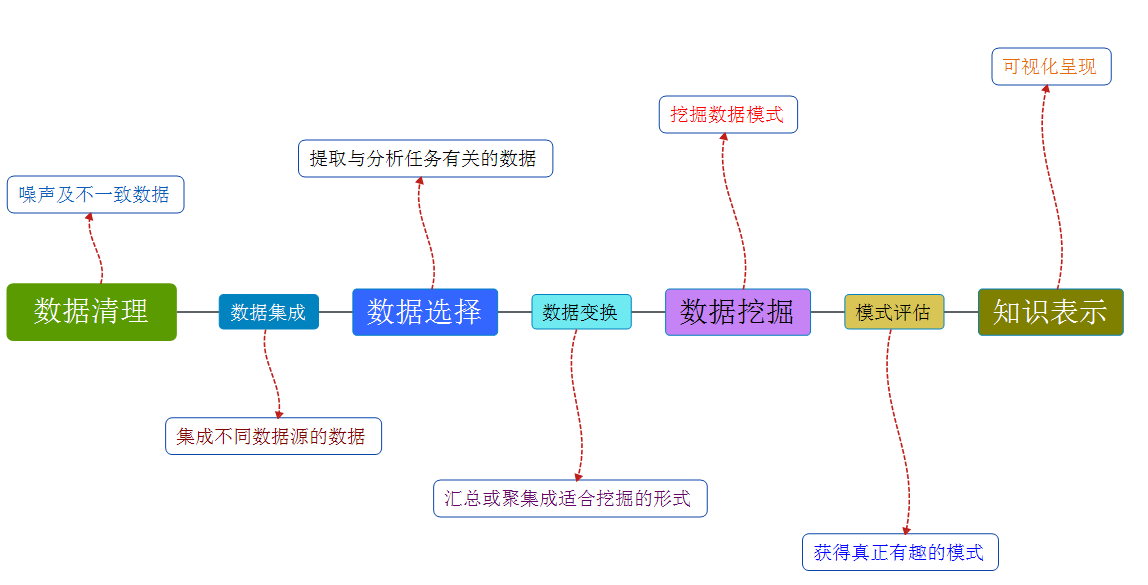 可视化呈现
挖掘数据模式
提取与分析任务有关的数据
噪声及不一致数据
数据清理
数据集成
数据选择
数据变换
数据挖掘
模式评估
知识表示
集成不同数据源的数据
汇总或聚集成适合挖掘的形式
获得真正有趣的模式